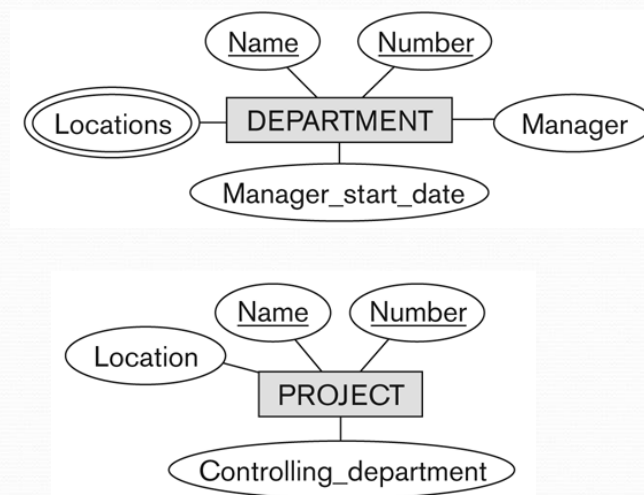 Name
Number
Locations
DEPARTMENT
Manager
Manager_start_date
Name
Number
Location
PROJECT
Controlling_department